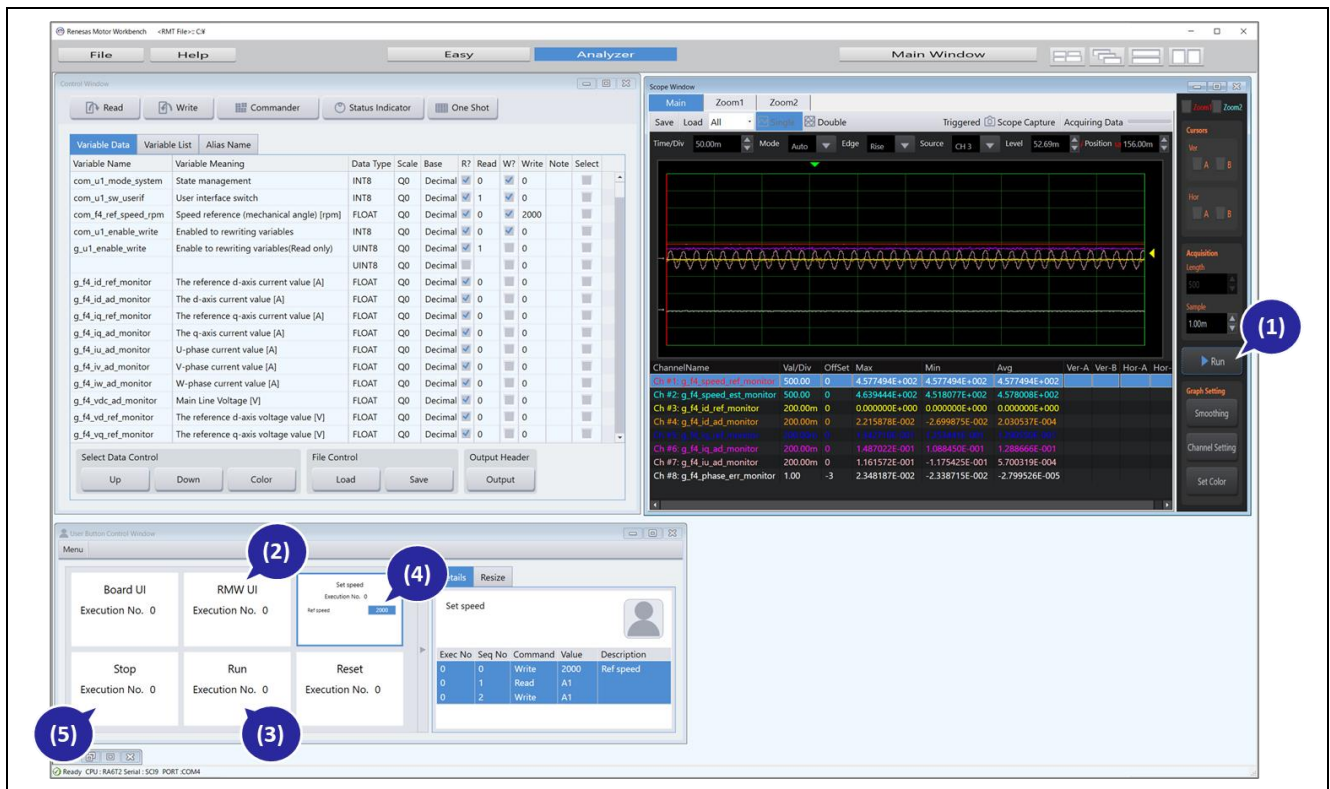 Renesas Motor Workbench <RMT File>:: C:¥
File Help Easy Analyzer Main Window
Control Window
Read Write Commander Status Indicator One Shot
Variable Data Variable List Alias Name
Variable Name Variable Meaning Data Type Scale Base R? Read W? Write Note Select
com_u1_mode_system State management INT8 Q0 Decimal 0 0
com_u1_sw_userif User interface switch INT8 Q0 Decimal 1 0
com_f4_ref_speed_rpm Speed reference (mechanical angle) [rpm] FLOAT Q0 Decimal 0 2000
com_u1_enable_write Enabled to rewriting variables INT8 Q0 Decimal 0 0
g_u1_enable_write Enable to rewriting variables(Read only) UINT8 Q0 Decimal 1 0
UINT8 Q0 Decimal 0
g_f4_id_ref_monitor The reference d-axis current value [A] FLOAT Q0 Decimal 0 0
g_f4_id_ad_monitor The d-axis current value [A] FLOAT Q0 Decimal 0 0
g_f4_iq_ref_monitor The reference q-axis current value [A] FLOAT Q0 Decimal 0 0
g_f4_iq_ad_monitor The q-axis current value [A] FLOAT Q0 Decimal 0 0
g_f4_iu_ad_monitor U-phase current value [A] FLOAT Q0 Decimal 0 0
g_f4_iv_ad_monitor V-phase current value [A] FLOAT Q0 Decimal 0 0
g_f4_iw_ad_monitor W-phase current value [A] FLOAT Q0 Decimal 0 0
g_f4_vdc_ad_monitor Main Line Voltage [V] FLOAT Q0 Decimal 0 0
g_f4_vd_ref_monitor The reference d-axis voltage value [V] FLOAT Q0 Decimal 0 0
g_f4_vq_ref_monitor The reference q-axis voltage value [V] FLOAT Q0 Decimal 0 0
Select Data Control File Control Output Header
Up Down Color Load Save Output
Scope Window
Main Zoom1 Zoom2
Save Load All Single Double Triggered Scope Capture Acquiring Data
Time/Div 50.00m Mode Auto Edge Rise Source CH 3 Level 52.69m Position 156.00m
ChannelName Val/Div OffSet Max Min Avg Ver-A Ver-B Hor-A Hor-
Ch #1: g_f4_speed_ref_monitor 500.00 0 4.577494E+002 4.577494E+002 4.577494E+002
Ch #2: g_f4_speed_est_monitor 500.00 0 4.639444E+002 4.518077E+002 4.578008E+002
Ch #3: g_f4_id_ref_monitor 200.00m 0 0.000000E+000 0.000000E+000 0.000000E+000
Ch #4: g_f4_id_ad_monitor 200.00m 0 2.215878E-002 -2.699875E-002 2.030537E-004
Ch #6: g_f4_iq_ad_monitor 200.00m 0 1.487022E-001 1.088450E-001 1.288666E-001
Ch #7: g_f4_iu_ad_monitor 200.00m 0 1.161572E-001 -1.175425E-001 5.700319E-004
Ch #8: g_f4_phase_err_monitor 1.00 -3 2.348187E-002 -2.338715E-002 -2.799526E-005
Zoom1 Zoom2
Cursors
Ver
A B
Hor
A B
Acquisition
Length
500
Sample
1.00m
(1)
Run
Graph Setting
Smoothing
Channel Setting
Set Color
User Button Control Window
Menu
(2)
(4)
Board UI
Execution No. 0
RMW UI
Execution No. 0
Set speed
Execution No. 0
Ref speed 2000
Stop
Execution No. 0
Run
Execution No. 0
Reset
Execution No. 0
(5)
(3)
etails Resize
Set speed
Exec No Seq No Command Value Description
0 0 Write 2000 Ref speed
0 1 Read A1
0 2 Write A1
Ready CPU : RA6T2 Serial : SCI9 PORT :COM4